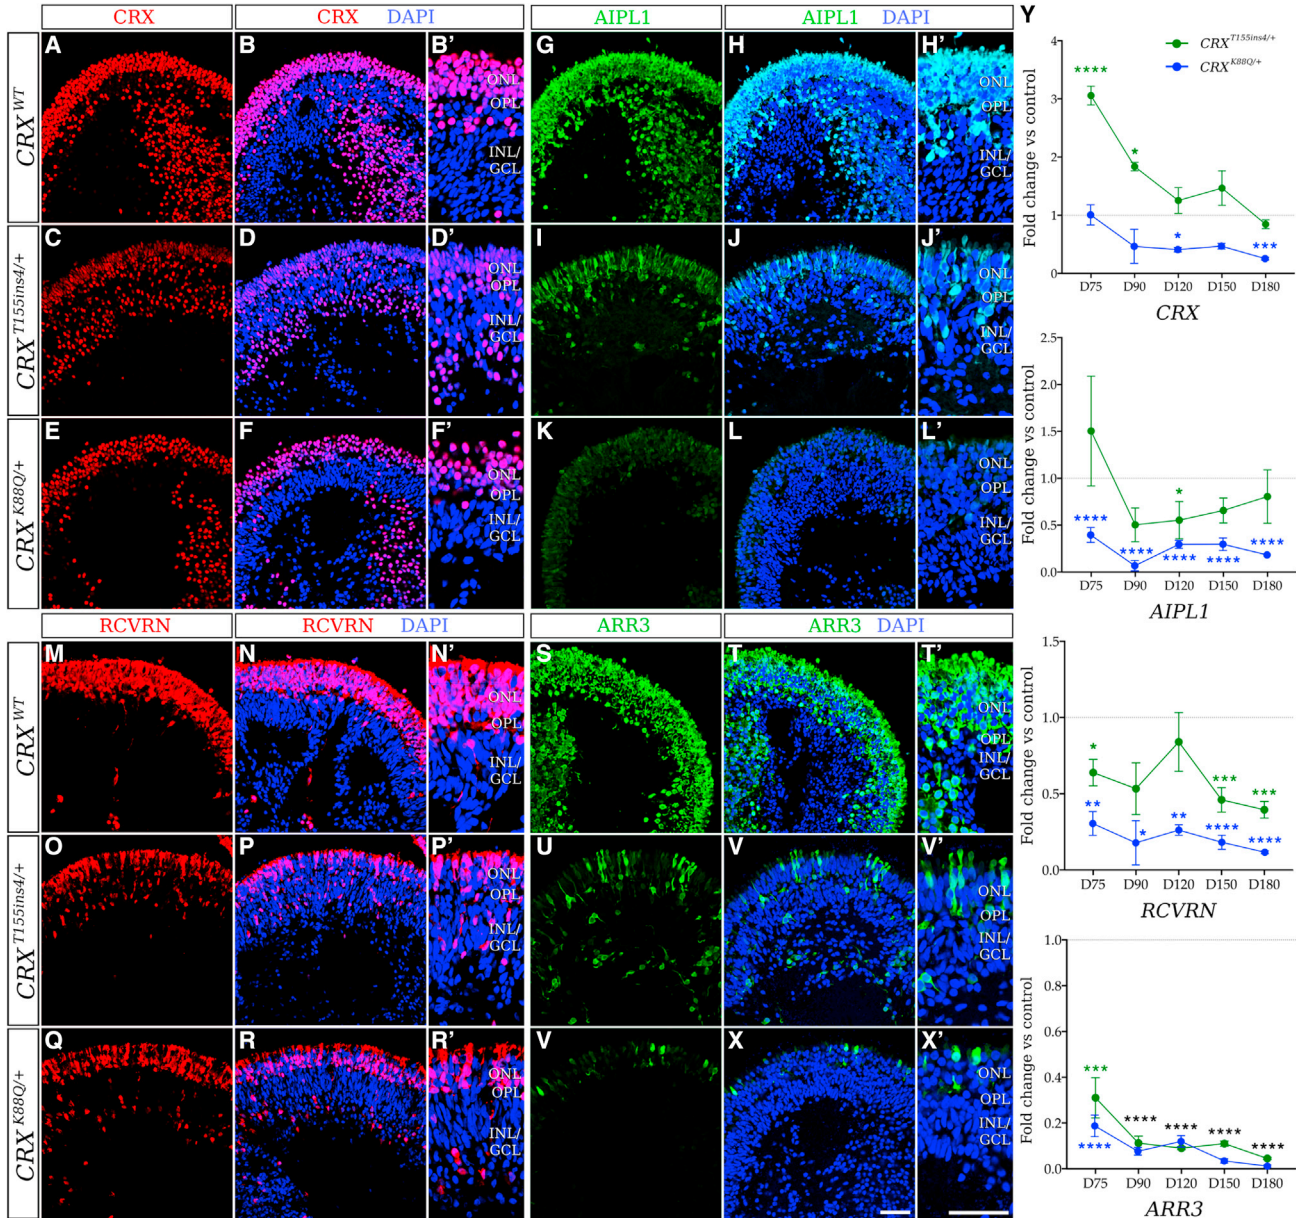 CRX
CRX DAPI
AIPL1
AIPL1 DAPI
CRX WT
A
B
B'
ONL
OPL
INL/
GCL
G
H
H'
ONL
OPL
INL/
GCL
CRX T155ins4/+
C
D
D'
ONL
OPL
INL/
GCL
I
J
J'
ONL
OPL
INL/
GCL
CRX K88Q/+
E
F
F'
ONL
OPL
INL/
GCL
K
L
L'
ONL
OPL
INL/
GCL
RCVRN
RCVRN DAPI
ARR3
ARR3 DAPI
CRX WT
M
N
N'
ONL
OPL
INL/
GCL
S
T
T'
ONL
OPL
INL/
GCL
CRX T155ins4/+
O
P
P'
ONL
OPL
INL/
GCL
U
V
V'
ONL
OPL
INL/
GCL
CRX K88Q/+
Q
R
R'
ONL
OPL
INL/
GCL
V
X
X'
ONL
OPL
INL/
GCL
Y
CRX T155ins4/+
CRX K88Q/+
Fold change vs control
4
3
2
1
0
****
*
*
***
D75 D90 D120 D150 D180
CRX
Fold change vs control
2.5
2.0
1.5
1.0
0.5
0.0
*
****
****
****
****
****
D75 D90 D120 D150 D180
AIPL1
Fold change vs control
1.5
1.0
0.5
0.0
*
***
***
**
*
**
****
****
D75 D90 D120 D150 D180
RCVRN
Fold change vs control
1.0
0.8
0.6
0.4
0.2
0.0
***
****
****
****
****
****
D75 D90 D120 D150 D180
ARR3